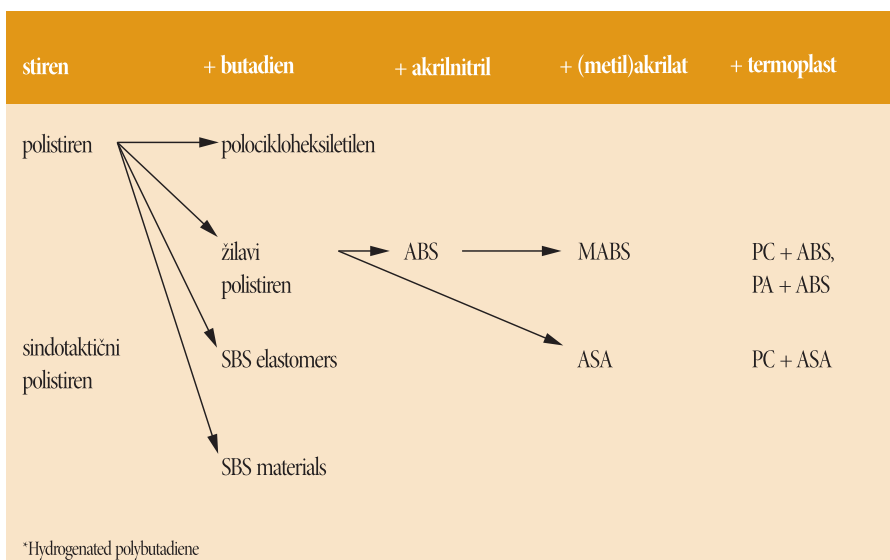 stiren + butadien + akrilnitril + (metil)akrilat + termoplast
polistiren polocikloheksiletilen
žilavi ABS MABS PC + ABS,
polistiren PA + ABS
sindotaktični SBS elastomers ASA PC + ASA
polistiren
SBS materials
*Hydrogenated polybutadiene